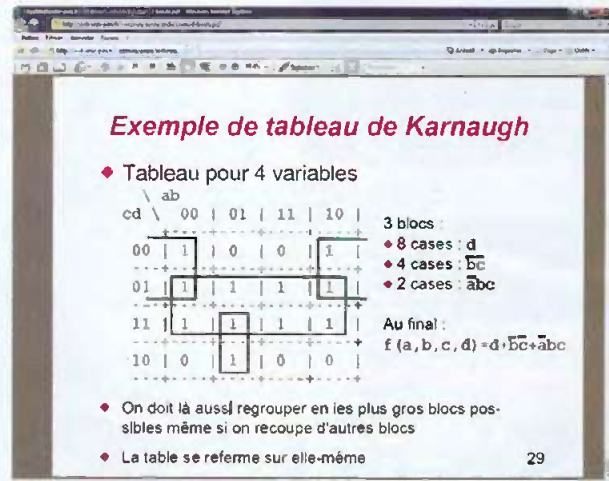 Exemple de tableau de Karnaugh
Tableau pour 4 variables
\ ab
cd \ 00 | 01 | 11 | 10 |
00 | 1 | 0 | 0 | 1 |
01 | 1 | 1 | 1 | 1 |
11 | 1 | 1 | 1 | 1 |
10 | 0 | 1 | 0 | 0 |
3 blocs :
8 cases : d
4 cases : b̅c̅
2 cases : a̅bc
Au final :
f (a,b,c,d)=d+b̅c̅+a̅bc
On doit là aussi regrouper en les plus gros blocs pos-
sibles même si on recoupe d'autres blocs
La table se referme sur elle-même
29